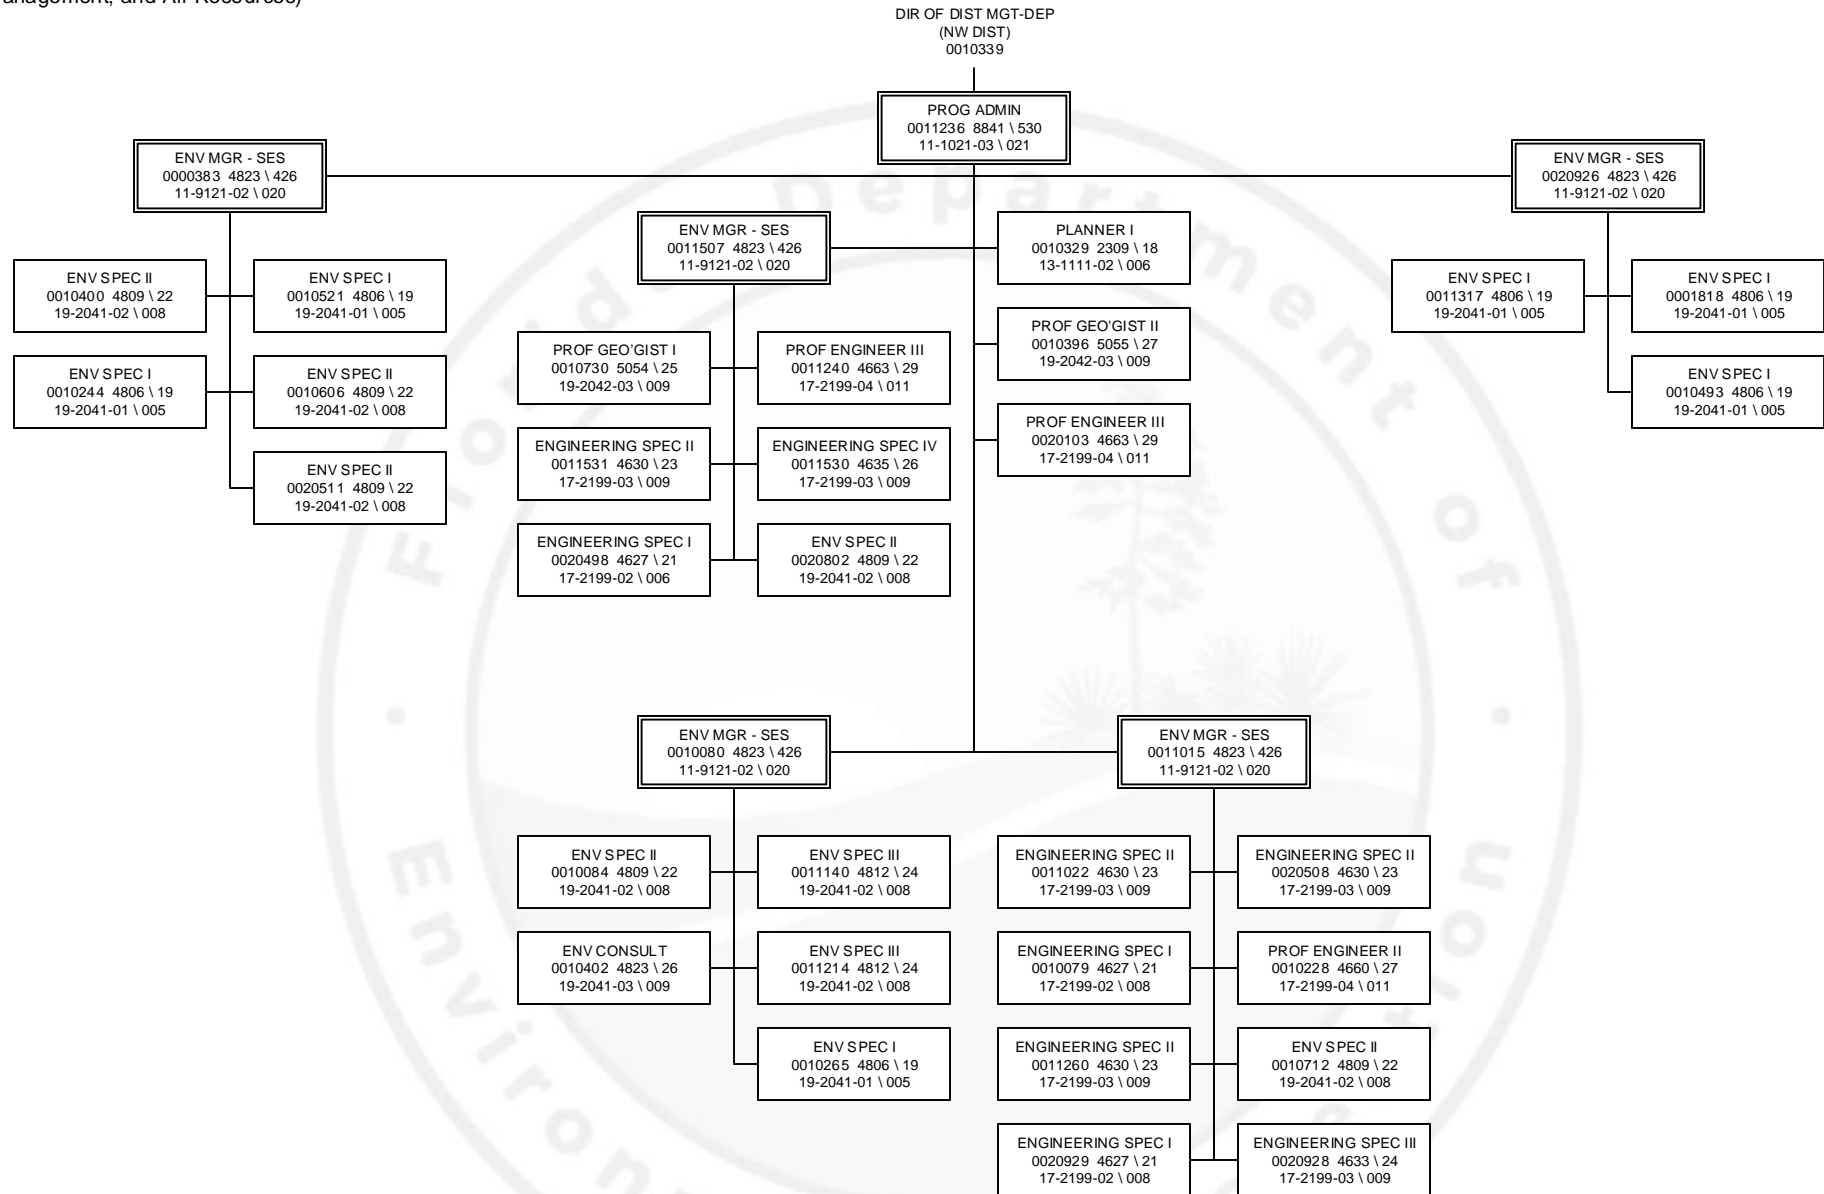 anagement, and Air Resources)
DIR OF DIST MGT-DEP
(NW DIST)
0010339
PROG ADMIN
0011236 8841 \ 530
11-1021-03 \ 021
ENV MGR - SES
0000383 4823 \ 426
11-9121-02 \ 020
ENV MGR - SES
0020926 4823 \ 426
11-9121-02 \ 020
ENV MGR - SES
0011507 4823 \ 426
11-9121-02 \ 020
PLANNER I
0010329 2309 \ 18
13-1111-02 \ 006
ENV SPEC II
0010400 4809 \ 22
19-2041-02 \ 008
ENV SPEC I
0010521 4806 \ 19
19-2041-01 \ 005
ENV SPEC I
0011317 4806 \ 19
19-2041-01 \ 005
ENV SPEC I
0001818 4806 \ 19
19-2041-01 \ 005
ENV SPEC I
0010244 4806 \ 19
19-2041-01 \ 005
ENV SPEC II
0010606 4809 \ 22
19-2041-02 \ 008
ENV SPEC I
0010493 4806 \ 19
19-2041-01 \ 005
ENV SPEC II
0020511 4809 \ 22
19-2041-02 \ 008
PROF GEO'GIST I
0010730 5054 \ 25
19-2042-03 \ 009
PROF ENGINEER III
0011240 4663 \ 29
17-2199-04 \ 011
PROF GEO'GIST II
0010396 5055 \ 27
19-2042-03 \ 009
ENGINEERING SPEC II
0011531 4630 \ 23
17-2199-03 \ 009
ENGINEERING SPEC IV
0011530 4635 \ 26
17-2199-03 \ 009
PROF ENGINEER III
0020103 4663 \ 29
17-2199-04 \ 011
ENGINEERING SPEC I
0020498 4627 \ 21
17-2199-02 \ 006
ENV SPEC II
0020802 4809 \ 22
19-2041-02 \ 008
ENV MGR - SES
0010080 4823 \ 426
11-9121-02 \ 020
ENV MGR - SES
0011015 4823 \ 426
11-9121-02 \ 020
ENV SPEC II
0010084 4809 \ 22
19-2041-02 \ 008
ENV SPEC III
0011140 4812 \ 24
19-2041-02 \ 008
ENGINEERING SPEC II
0011022 4630 \ 23
17-2199-03 \ 009
ENGINEERING SPEC II
0020508 4630 \ 23
17-2199-03 \ 009
ENV CONSULT
0010402 4823 \ 26
19-2041-03 \ 009
ENV SPEC III
0011214 4812 \ 24
19-2041-02 \ 008
ENGINEERING SPEC I
0010079 4627 \ 21
17-2199-02 \ 008
PROF ENGINEER II
0010228 4660 \ 27
17-2199-04 \ 011
ENV SPEC I
0010265 4806 \ 19
19-2041-01 \ 005
ENGINEERING SPEC II
0011260 4630 \ 23
17-2199-03 \ 009
ENV SPEC II
0010712 4809 \ 22
19-2041-02 \ 008
ENGINEERING SPEC I
0020929 4627 \ 21
17-2199-02 \ 008
ENGINEERING SPEC III
0020928 4633 \ 24
17-2199-03 \ 009
Florida Department of